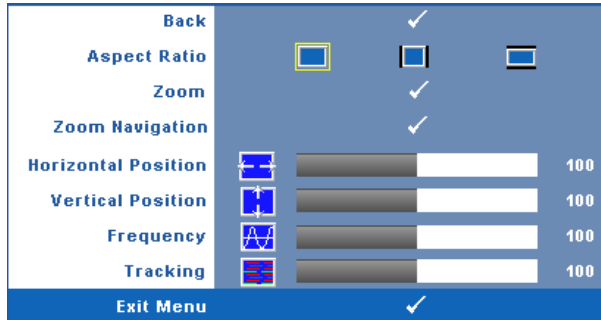 Back
Aspect Ratio
Zoom
Zoom Navigation
Horizontal Position 100
Vertical Position 100
Frequency 100
Tracking 100
Exit Menu